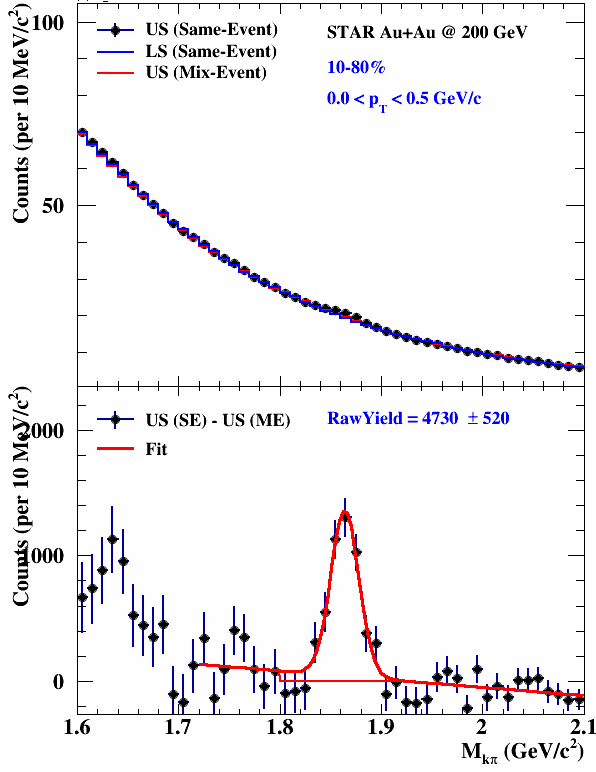 100
US (Same-Event)
STAR Au+Au @ 200 GeV
LS (Same-Event)
US (Mix-Event)
10-80%
0.0 < p_T < 0.5 GeV/c
Counts (per 10 MeV/c²)
50
US (SE) - US (ME)
RawYield = 4730 ± 520
Fit
Counts (per 10 MeV/c²)
2000
1000
0
1.6 1.7 1.8 1.9 2 2.1
M_kπ (GeV/c²)